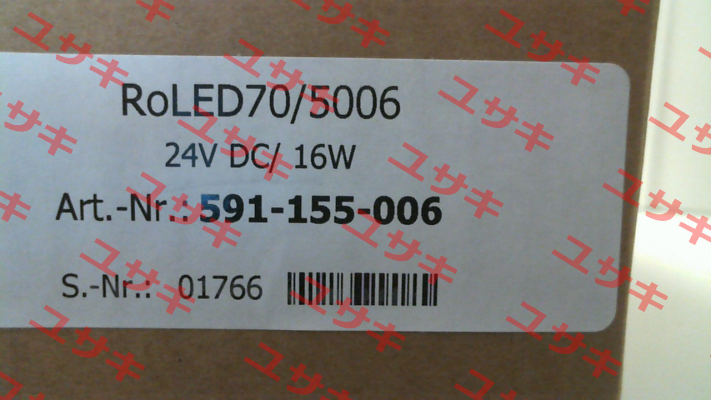 RoLED70/5006
24V DC/ 16W
Art.-Nr.: 591-155-006
S.-Nr.: 01766
ユサキ